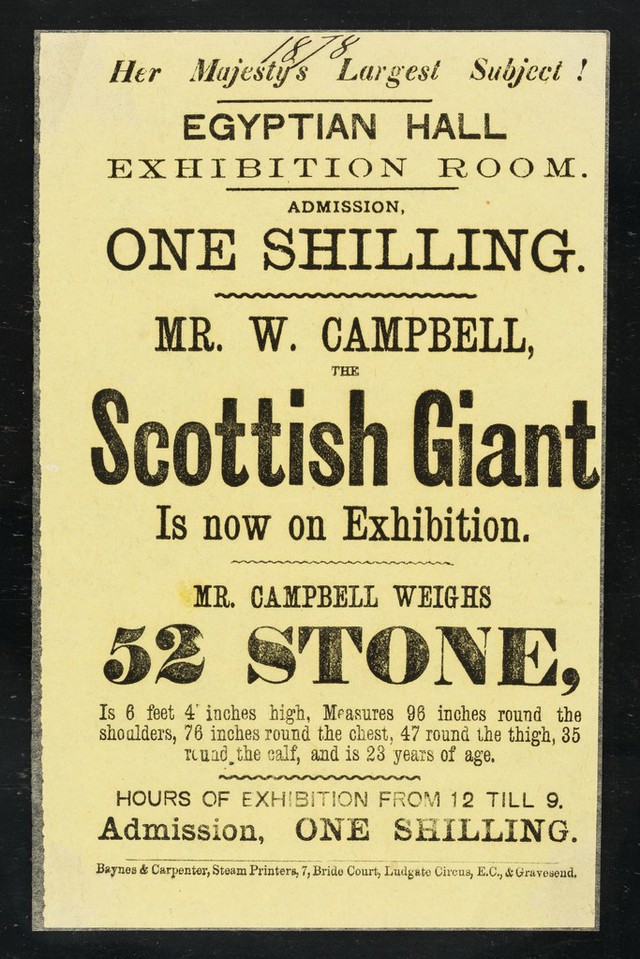 1878
Her Majesty's Largest Subject!
EGYPTIAN HALL
EXHIBITION ROOM.
ADMISSION,
ONE SHILLING.
MR. W. CAMPBELL,
THE
Scottish Giant
Is now on Exhibition.
MR. CAMPBELL WEIGHS
52 STONE,
Is 6 feet 4 inches high, Measures 96 inches round the
shoulders, 76 inches round the chest, 47 round the thigh, 35
round the calf, and is 23 years of age.
HOURS OF EXHIBITION FROM 12 TILL 9.
Admission, ONE SHILLING.
Baynes & Carpenter, Steam Printers, 7, Bride Court, Ludgate Circus, E.C., & Gravesend.